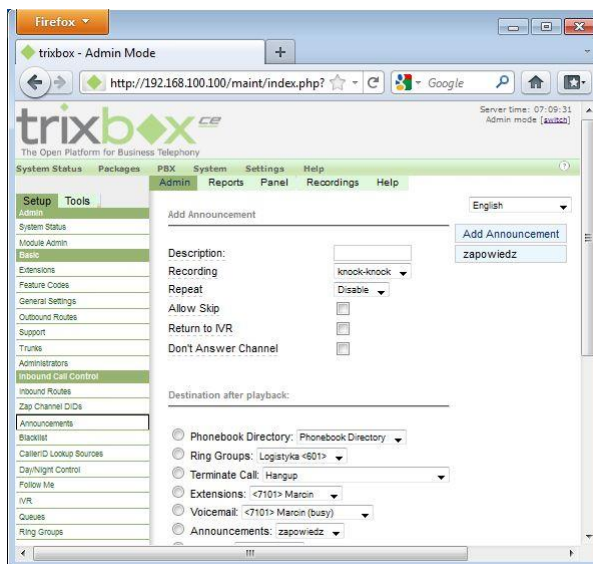 Firefox
trixbox - Admin Mode
http://192.168.100.100/maint/index.php?
Google
trixbox ce
The Open Platform for Business Telephony
Server time: 07:09:31
Admin mode [switch]
System Status Packages PBX System Settings Help
Admin Reports Panel Recordings Help
Setup Tools
Admin
System Status
Module Admin
Basic
Extensions
Feature Codes
General Settings
Outbound Routes
Support
Trunks
Administrators
Inbound Call Control
Inbound Routes
Zap Channel DIDs
Announcements
Blacklist
CallerID Lookup Sources
Day/Night Control
Follow Me
IVR
Queues
Ring Groups
Add Announcement
Description:
Recording knock-knock
Repeat Disable
Allow Skip
Return to IVR
Don't Answer Channel
Destination after playback:
Phonebook Directory: Phonebook Directory
Ring Groups: Logistyka <601>
Terminate Call: Hangup
Extensions: <7101> Marcin
Voicemail: <7101> Marcin (busy)
Announcements: zapowiedz
English
Add Announcement
zapowiedz